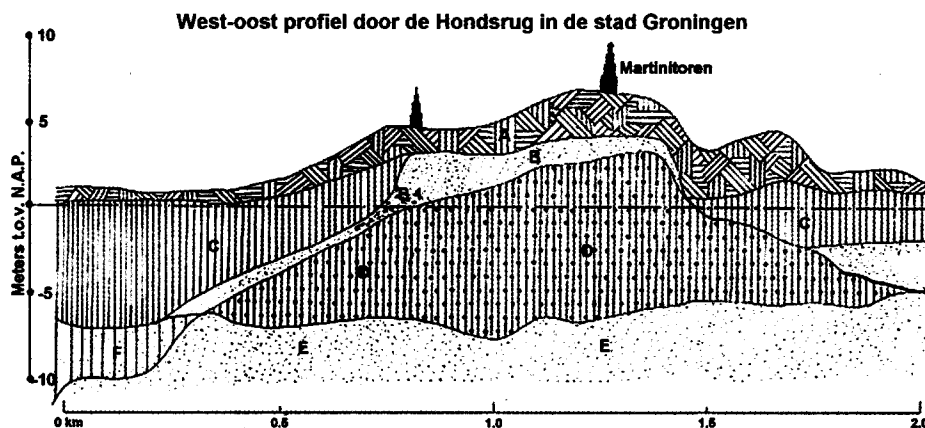 West-oost profiel door de Hondsrug in de stad Groningen
10
Martinitoren
5
A
B
B.1
0
Meters t.o.v. N.A.P.
C
C
D
D
-5
F
E
E
-10
0 km
0.5
1.0
1.5
2.0